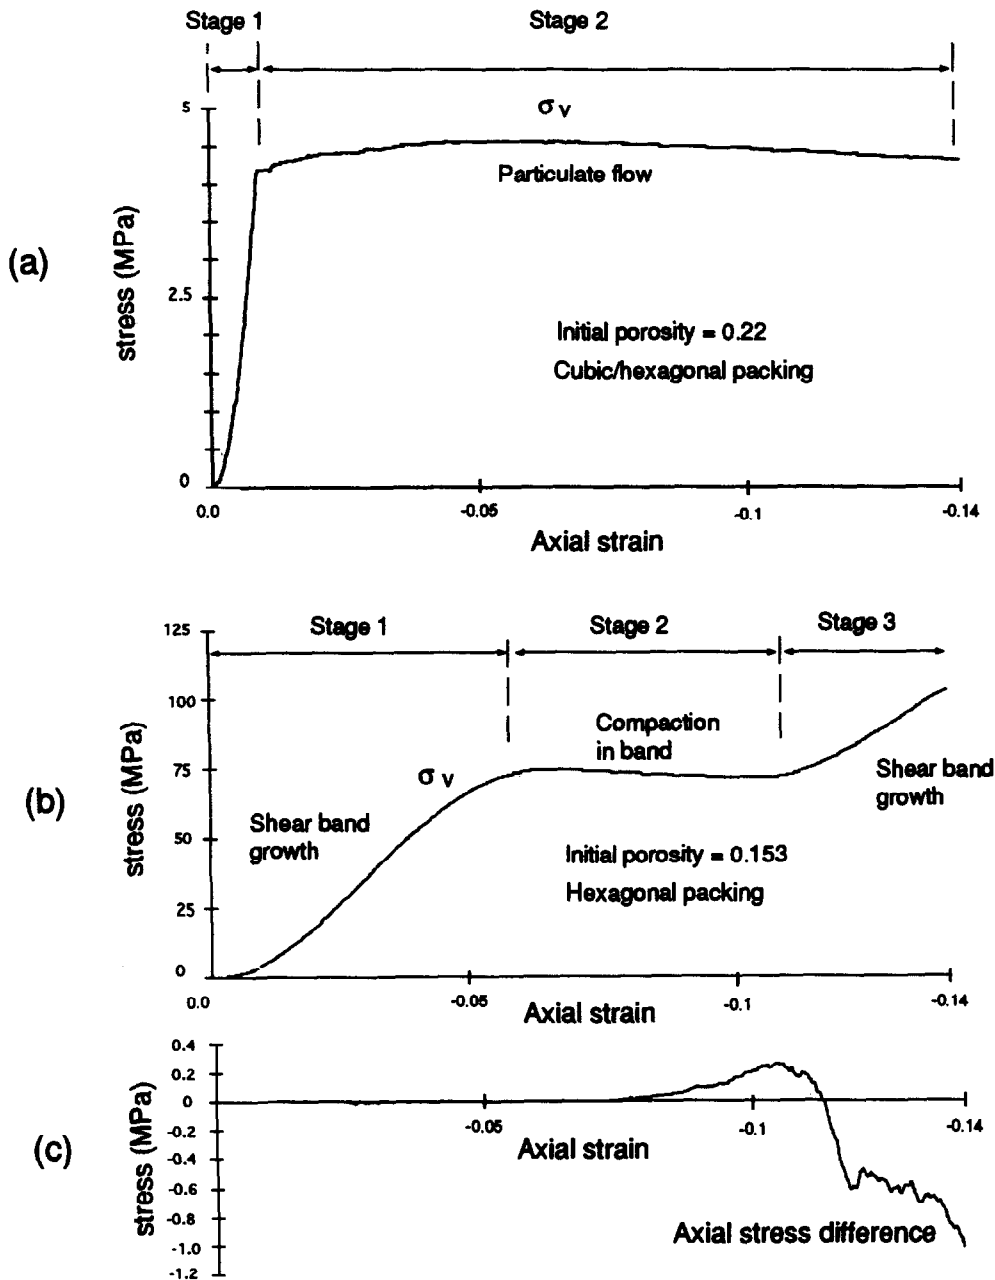 Stage 1
Stage 2
σv
5
Particulate flow
(a)
stress (MPa)
2.5
Initial porosity = 0.22
Cubic/hexagonal packing
0
0.0
-0.05
-0.1
-0.14
Axial strain
125
Stage 1
Stage 2
Stage 3
100
Compaction
in band
75
σv
Shear band
growth
(b)
stress (MPa)
Shear band
growth
50
Initial porosity = 0.153
Hexagonal packing
25
0
0.0
-0.05
-0.1
-0.14
Axial strain
0.4
0.2
0
-0.2
-0.4
-0.6
-0.8
-1.0
-1.2
(c)
stress (MPa)
-0.05
-0.1
-0.14
Axial strain
Axial stress difference